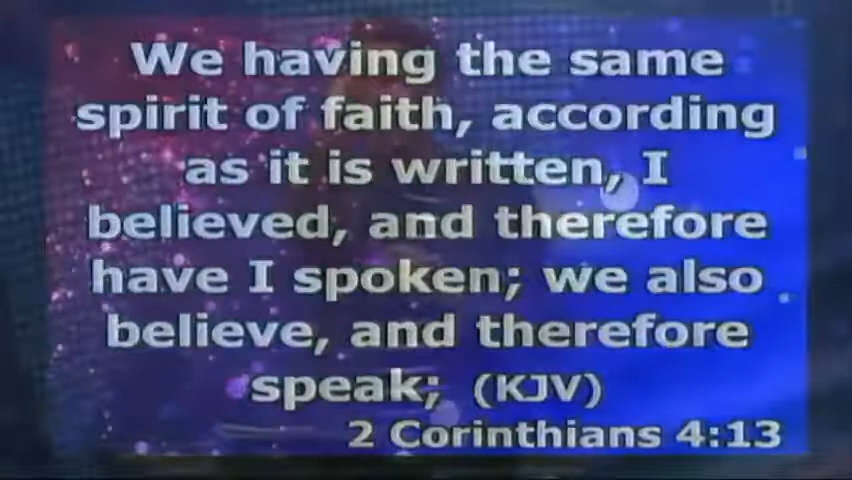 We having the same
spirit of faith, according
as it is written, I
believed, and therefore
have I spoken; we also
believe, and therefore
speak; (KJV)
2 Corinthians 4:13